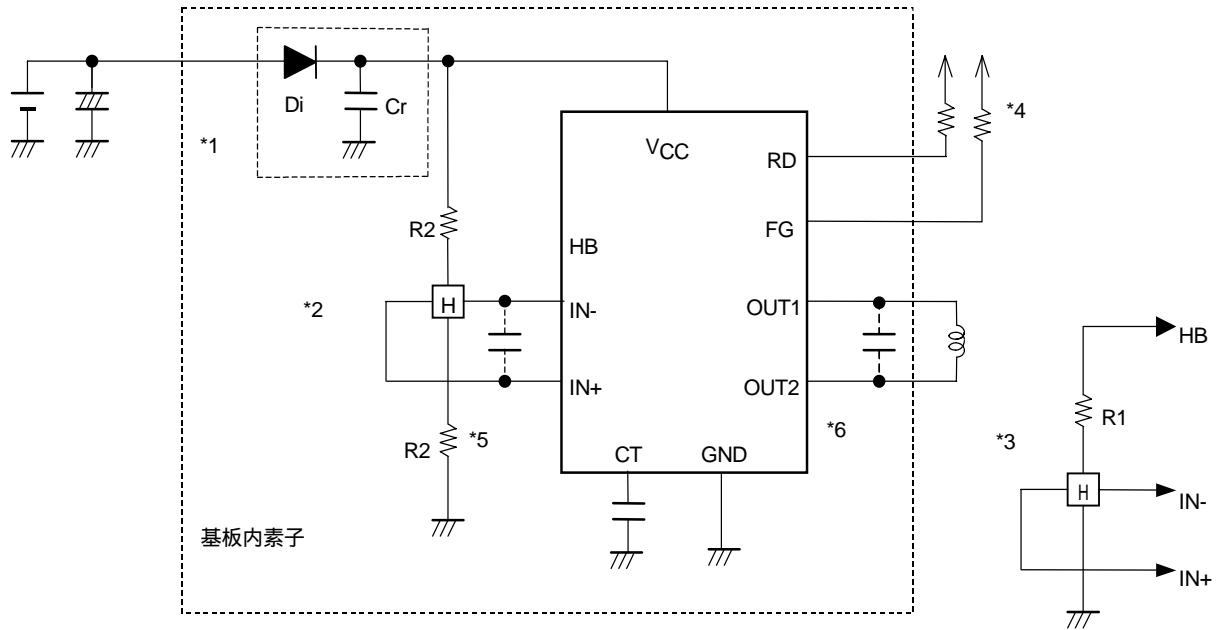 Di
Cr
*1
VCC
RD
*4
R2
FG
HB
*2
H
IN-
OUT1
HB
IN+
OUT2
R1
R2
*5
CT
GND
*6
*3
H
IN-
基板内素子
IN+